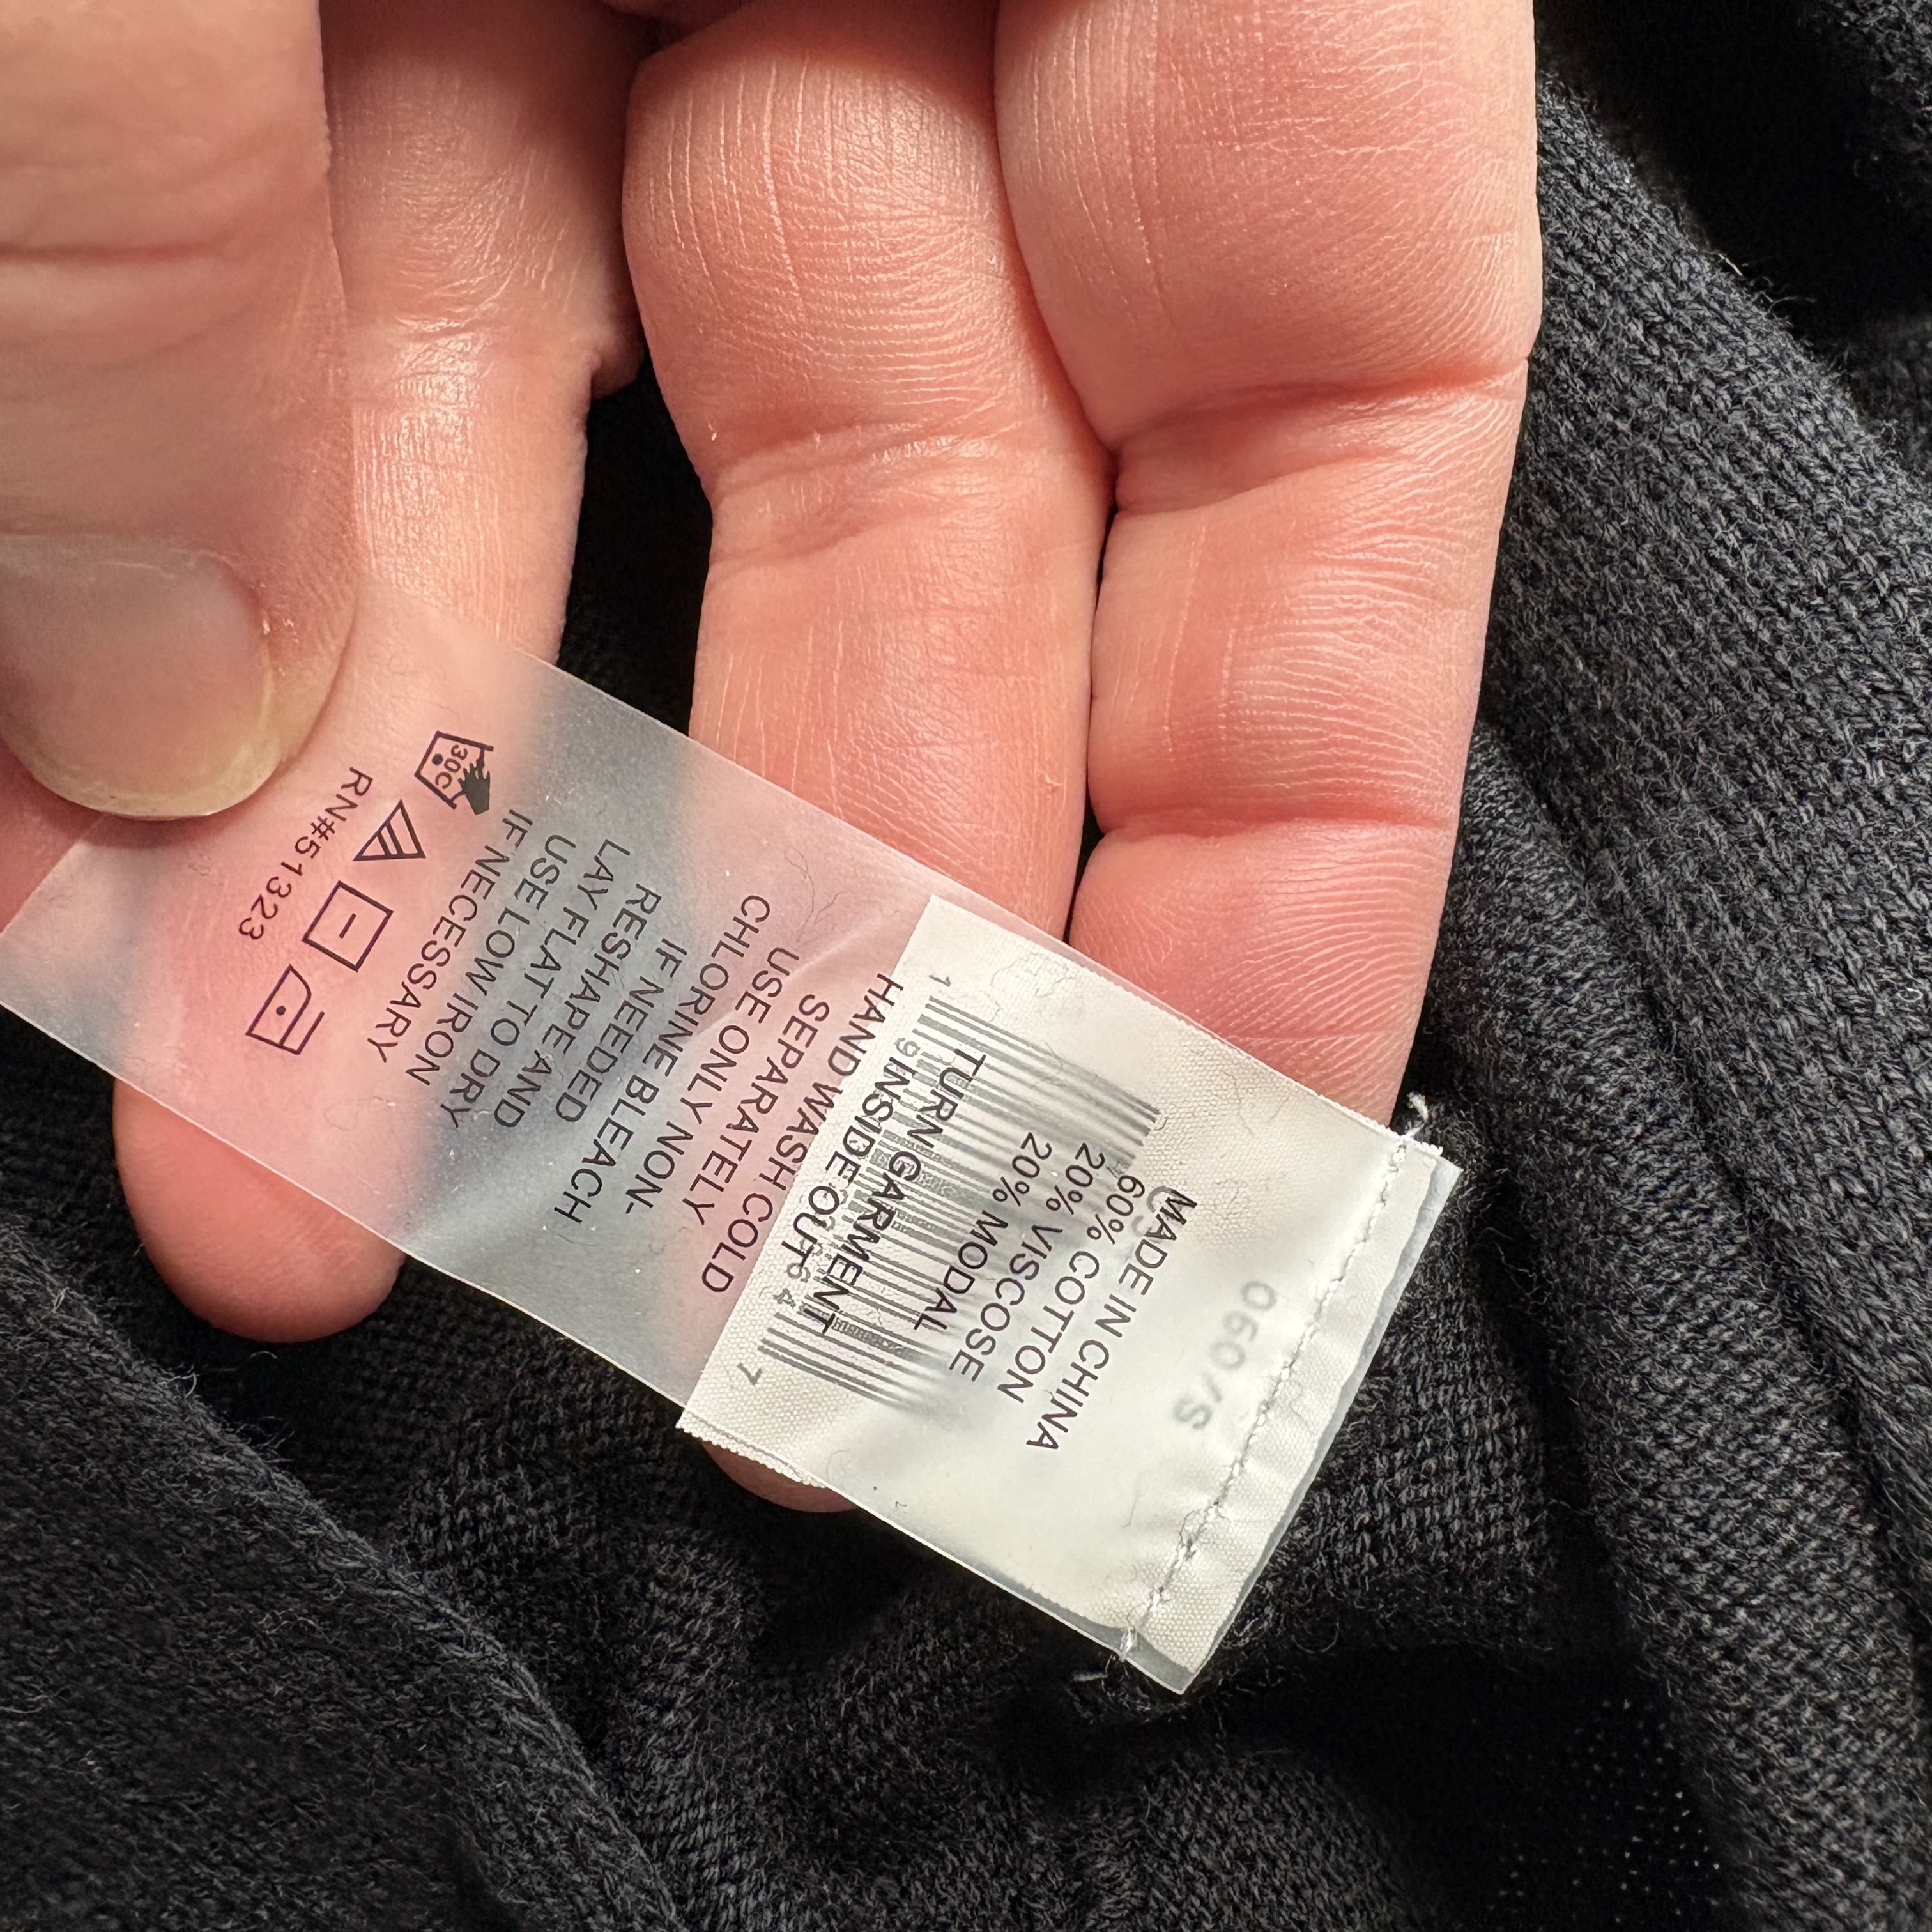 MADE IN CHINA
60% COTTON
20% VISCOSE
20% MODAL
TURN GARMENT
INSIDE OUT
HAND WASH COLD
SEPARATELY
USE ONLY NON-
CHLORINE BLEACH
IF NEEDED
RESHAPE AND
LAY FLAT TO DRY
USE LOW IRON
IF NECESSARY
30C
RN#51323
060/S